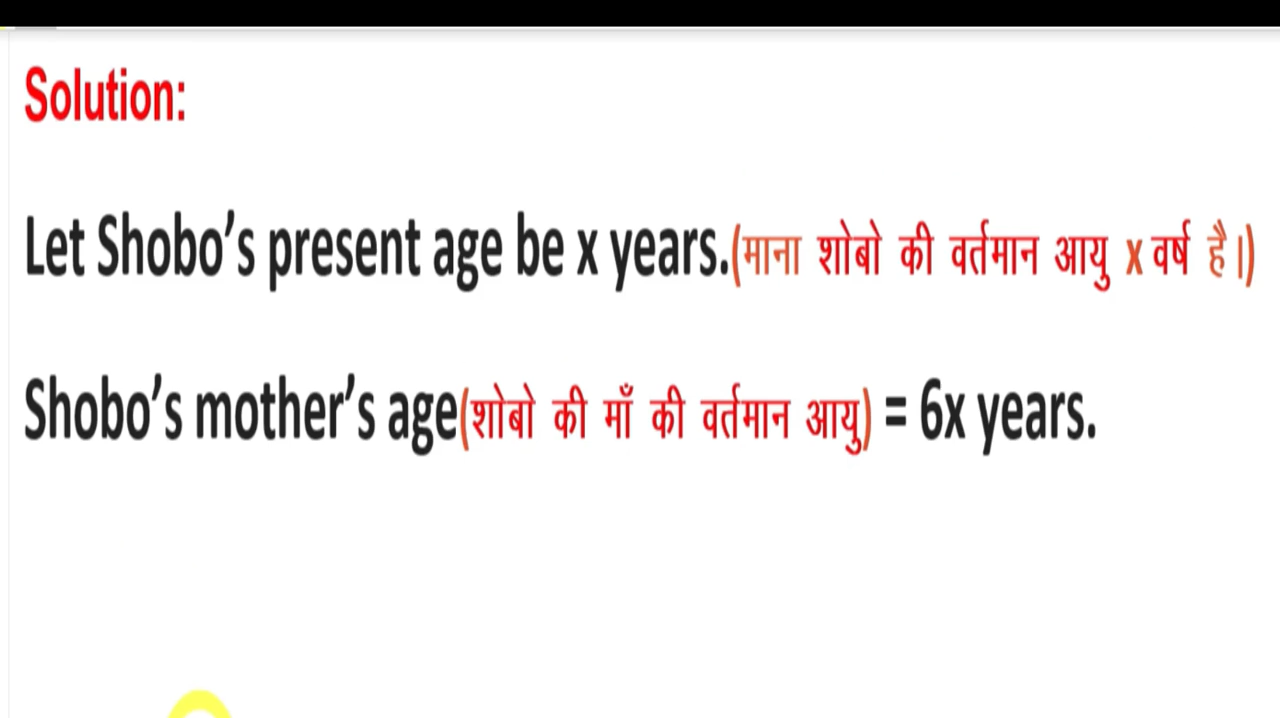 Solution:
Let Shobo’s present age be x years.(माना शोबो की वर्तमान आयु x वर्ष है।)
Shobo’s mother’s age(शोबो की माँ की वर्तमान आयु) = 6x years.